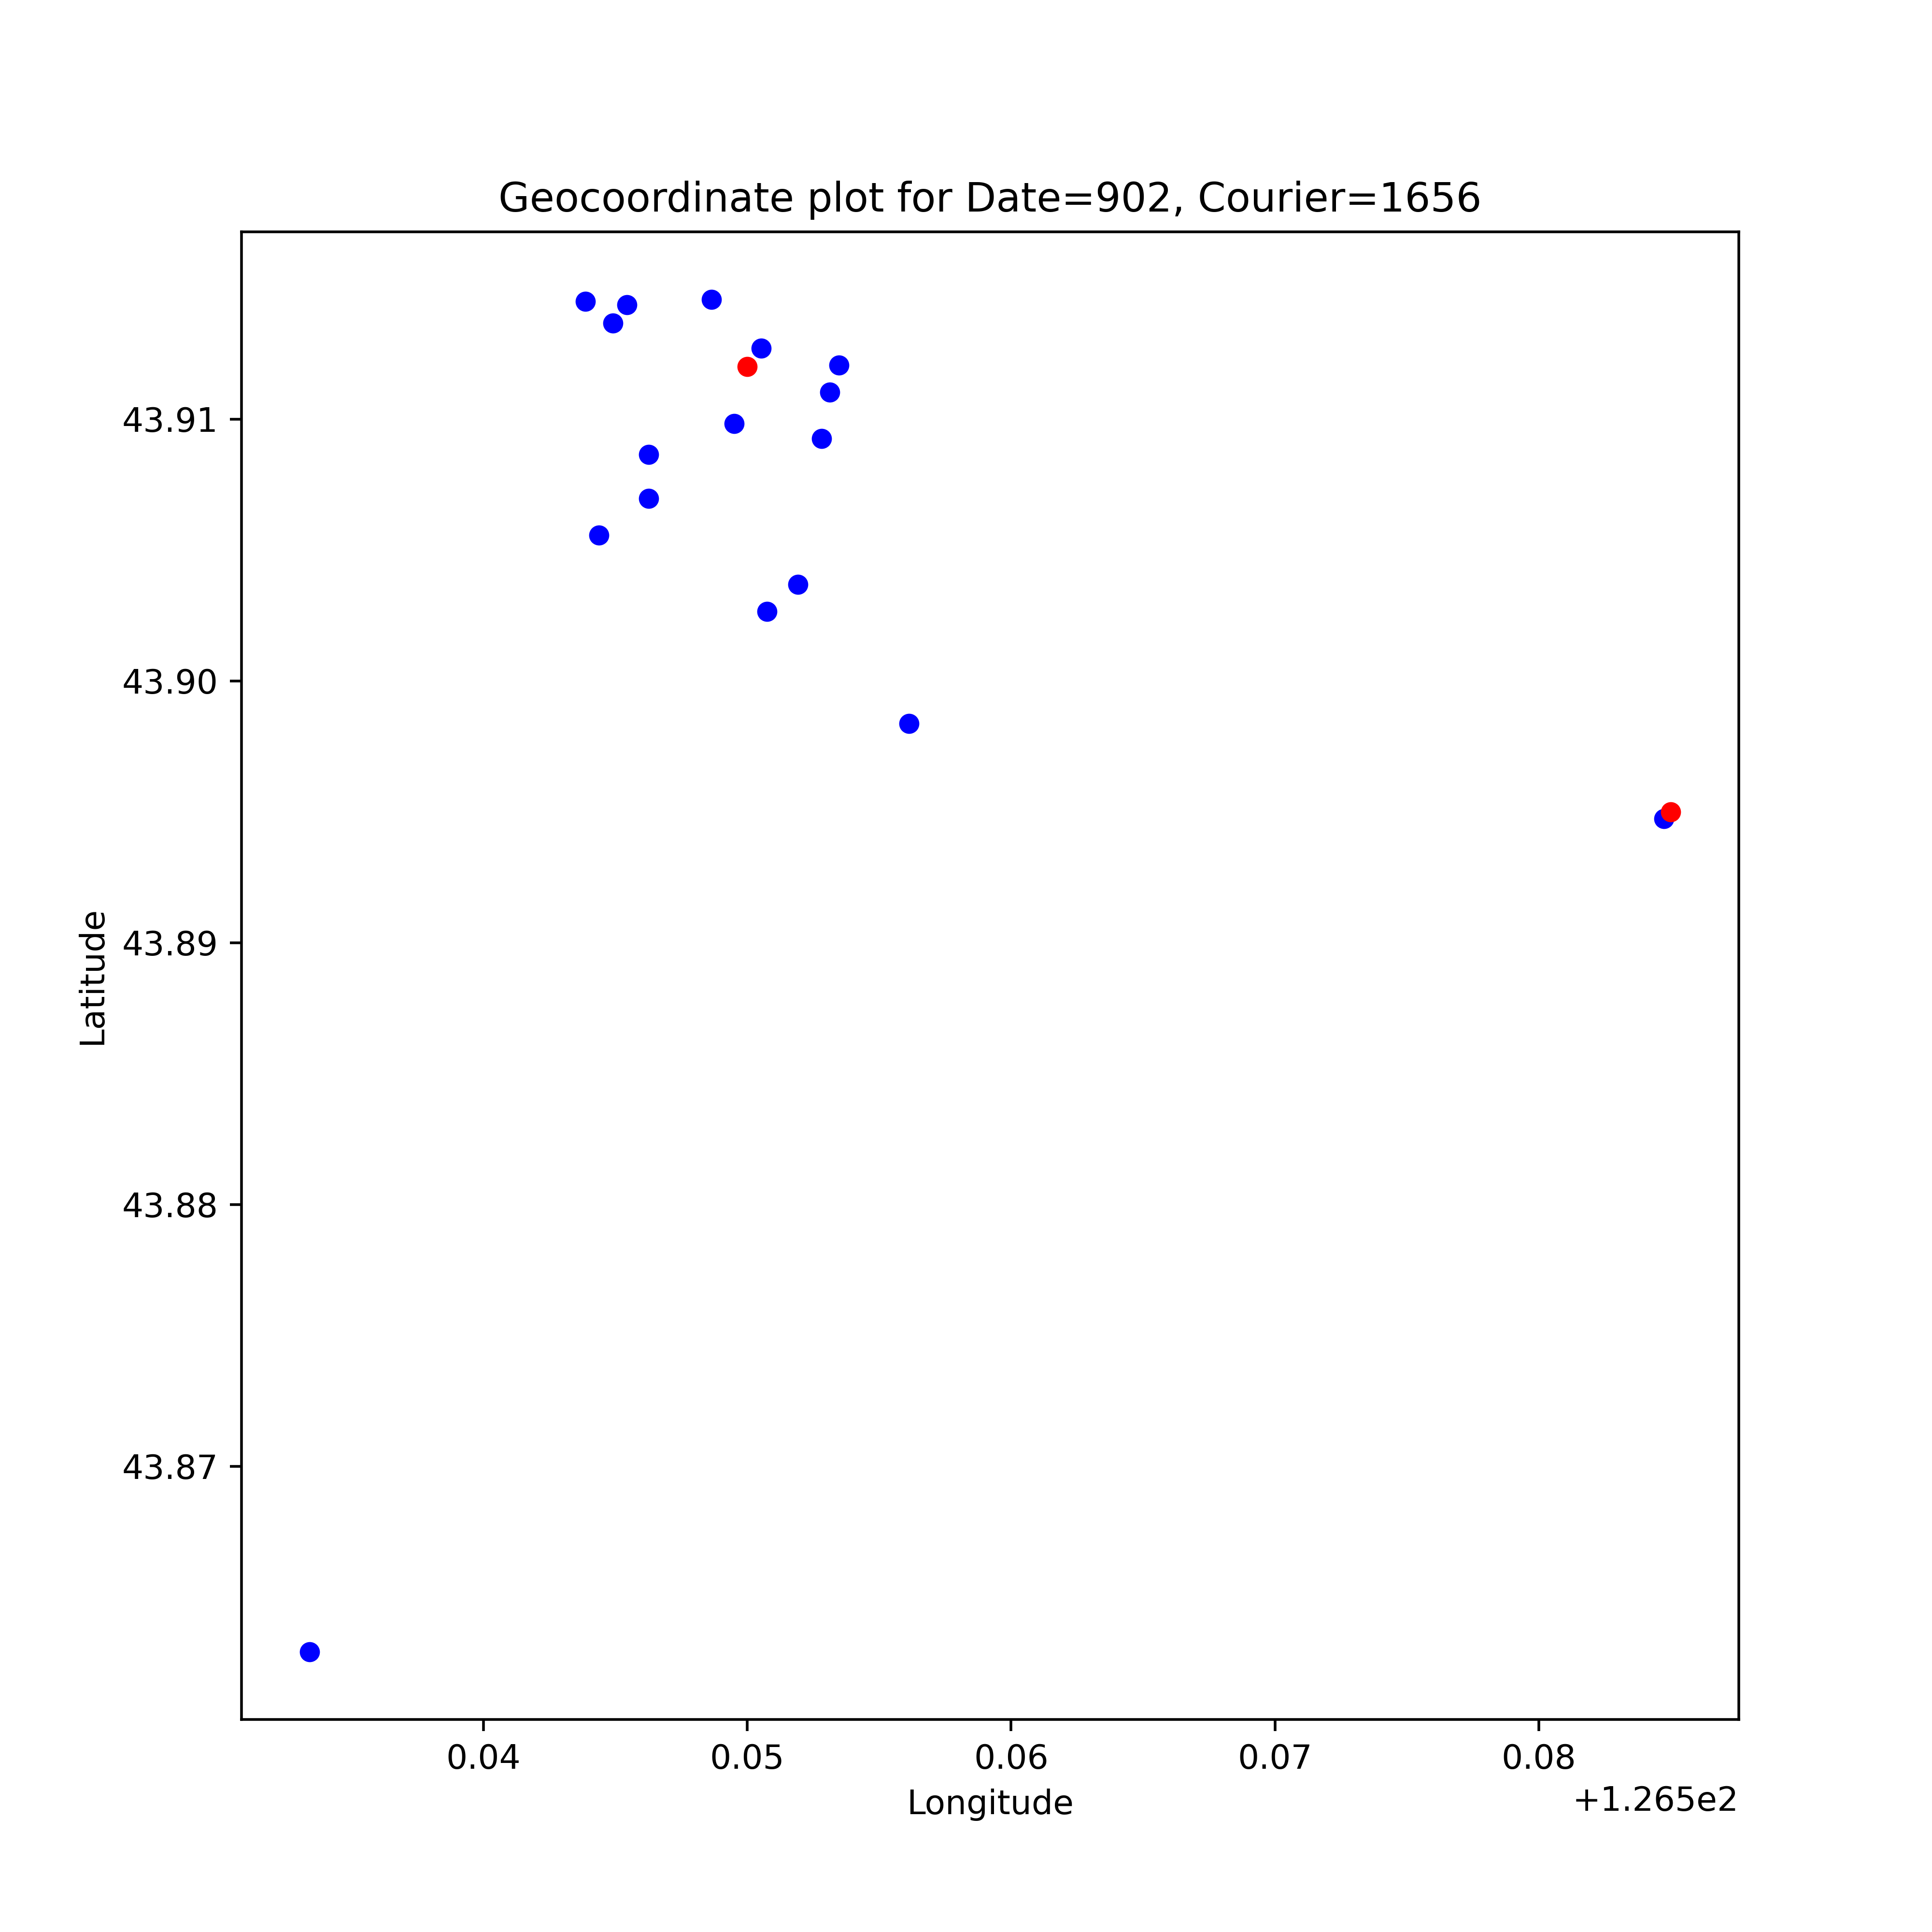 Geocoordinate plot for Date=902, Courier=1656
43.91
43.90
43.89
43.88
43.87
Latitude
0.04 0.05 0.06 0.07 0.08
+1.265e2
Longitude